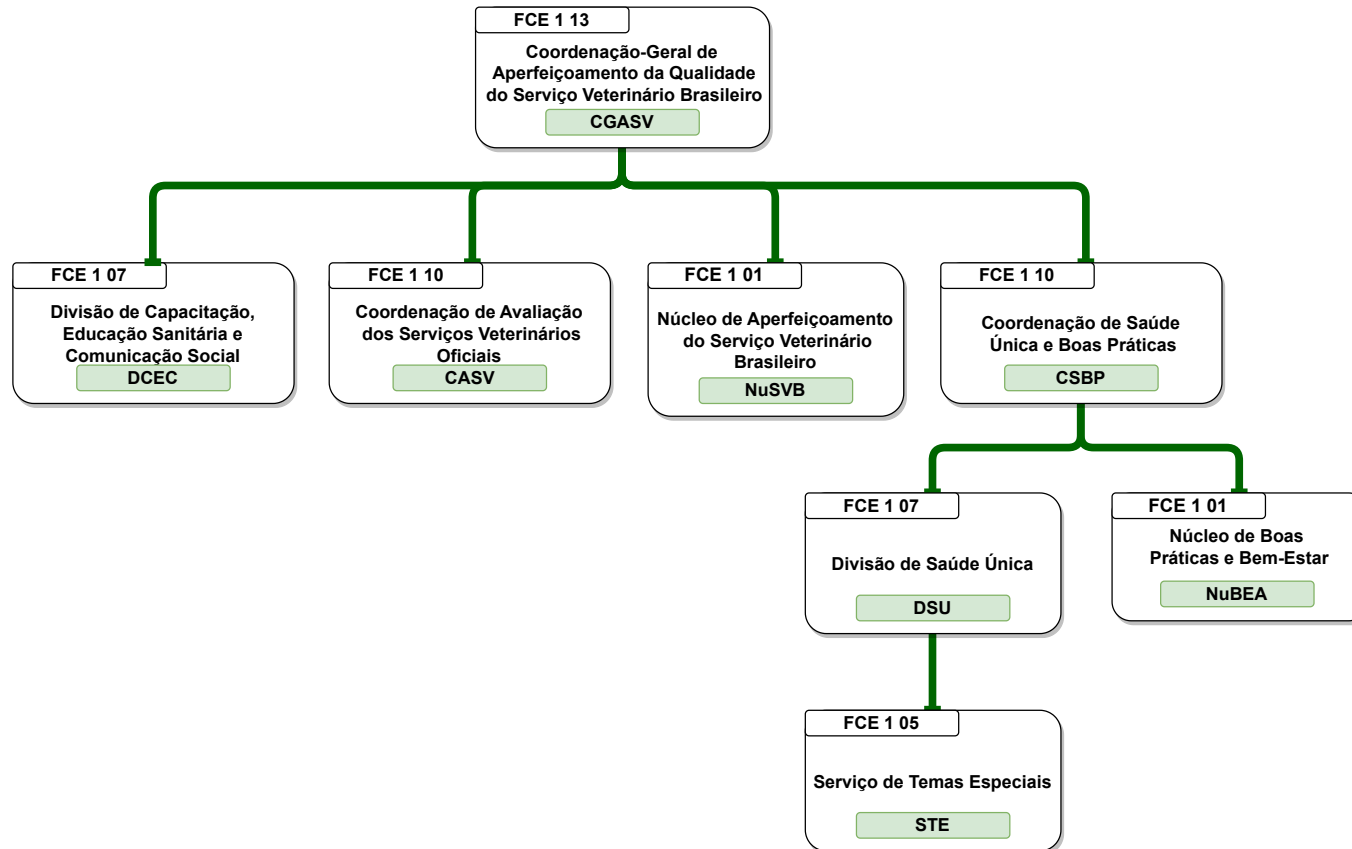 FCE 1 13
Coordenação-Geral de
Aperfeiçoamento da Qualidade
do Serviço Veterinário Brasileiro
CGASV
FCE 1 07
Divisão de Capacitação,
Educação Sanitária e
Comunicação Social
DCEC
FCE 1 10
Coordenação de Avaliação
dos Serviços Veterinários
Oficiais
CASV
FCE 1 01
Núcleo de Aperfeiçoamento
do Serviço Veterinário
Brasileiro
NuSVB
FCE 1 10
Coordenação de Saúde
Única e Boas Práticas
CSBP
FCE 1 07
Divisão de Saúde Única
DSU
FCE 1 01
Núcleo de Boas
Práticas e Bem-Estar
NuBEA
FCE 1 05
Serviço de Temas Especiais
STE